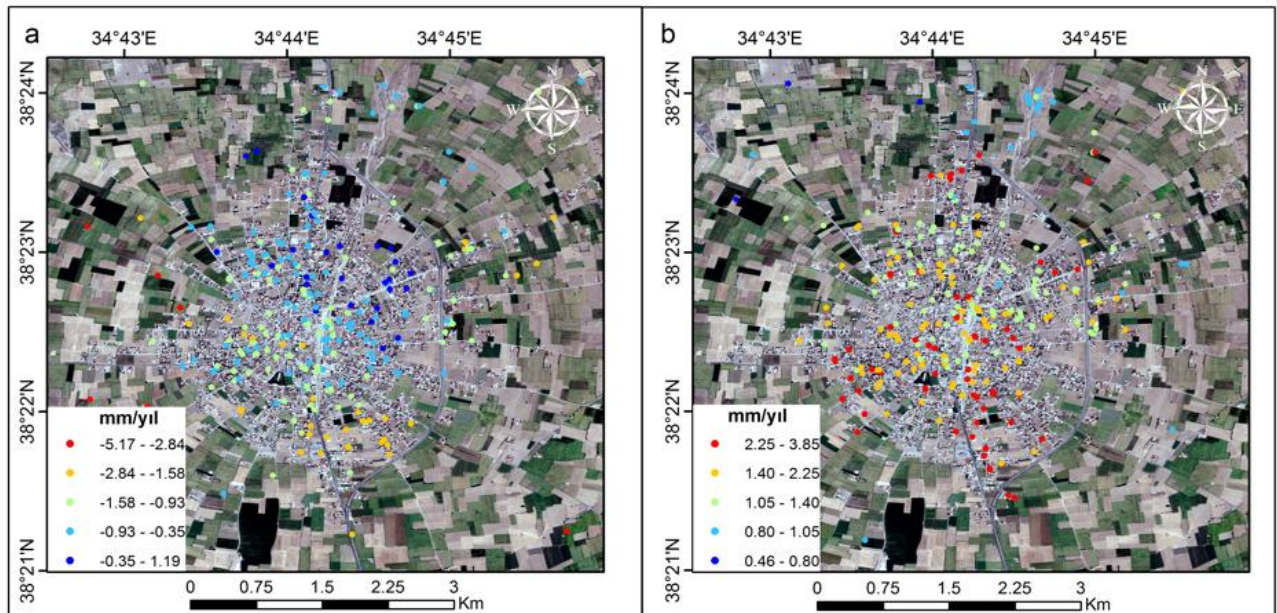 a
34°43'E 34°44'E 34°45'E
38°24'N
38°23'N
38°22'N
38°21'N
N
W E
S
mm/yıl
-5.17 - -2.84
-2.84 - -1.58
-1.58 - -0.93
-0.93 - -0.35
-0.35 - 1.19
0 0.75 1.5 2.25 3
Km
b
34°43'E 34°44'E 34°45'E
38°24'N
38°23'N
38°22'N
38°21'N
N
W E
S
mm/yıl
2.25 - 3.85
1.40 - 2.25
1.05 - 1.40
0.80 - 1.05
0.46 - 0.80
0 0.75 1.5 2.25 3
Km